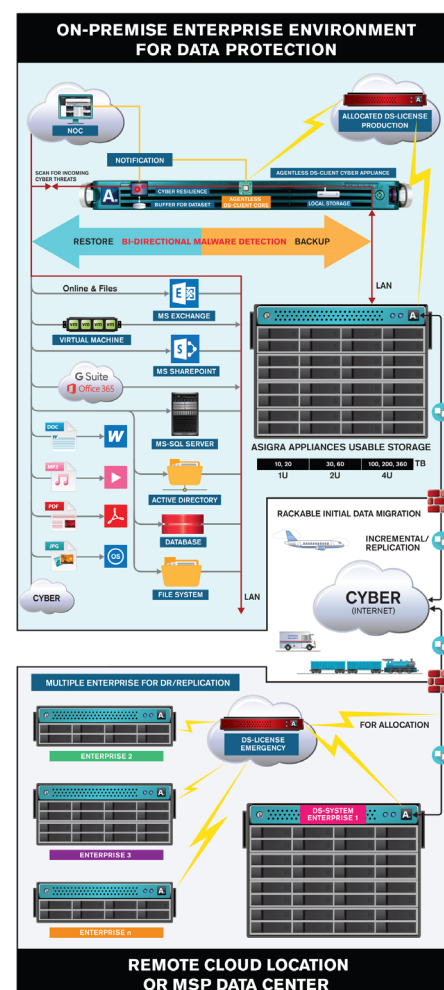 ON-PREMISE ENTERPRISE ENVIRONMENT
FOR DATA PROTECTION
NOC
ALLOCATED DS-LICENSE
PRODUCTION
NOTIFICATION
SCAN FOR INCOMING
CYBER THREATS
AGENTLESS DS-CLIENT CYBER APPLIANCE
A
CYBER RESILIENCE
BUFFER FOR DATASET
AGENTLESS
DS-CLIENT CORE
LOCAL STORAGE
RESTORE BI-DIRECTIONAL MALWARE DETECTION BACKUP
LAN
Online & Files
MS EXCHANGE
VIRTUAL MACHINE
MS SHAREPOINT
G Suite
Office 365
MS-SQL SERVER
DOC
W
MP3
PDF
JPG
OS
ACTIVE DIRECTORY
DATABASE
FILE SYSTEM
CYBER
LAN
A
ASIGRA APPLIANCES USABLE STORAGE
10, 20 30, 60 100, 200, 360 TB
1U 2U 4U
RACKABLE INITIAL DATA MIGRATION
INCREMENTAL/
REPLICATION
CYBER
(INTERNET)
MULTIPLE ENTERPRISE FOR DR/REPLICATION
FOR ALLOCATION
DS-LICENSE
EMERGENCY
A
ENTERPRISE 2
A
ENTERPRISE 3
A
ENTERPRISE n
DS-SYSTEM
ENTERPRISE 1
A
REMOTE CLOUD LOCATION
OR MSP DATA CENTER